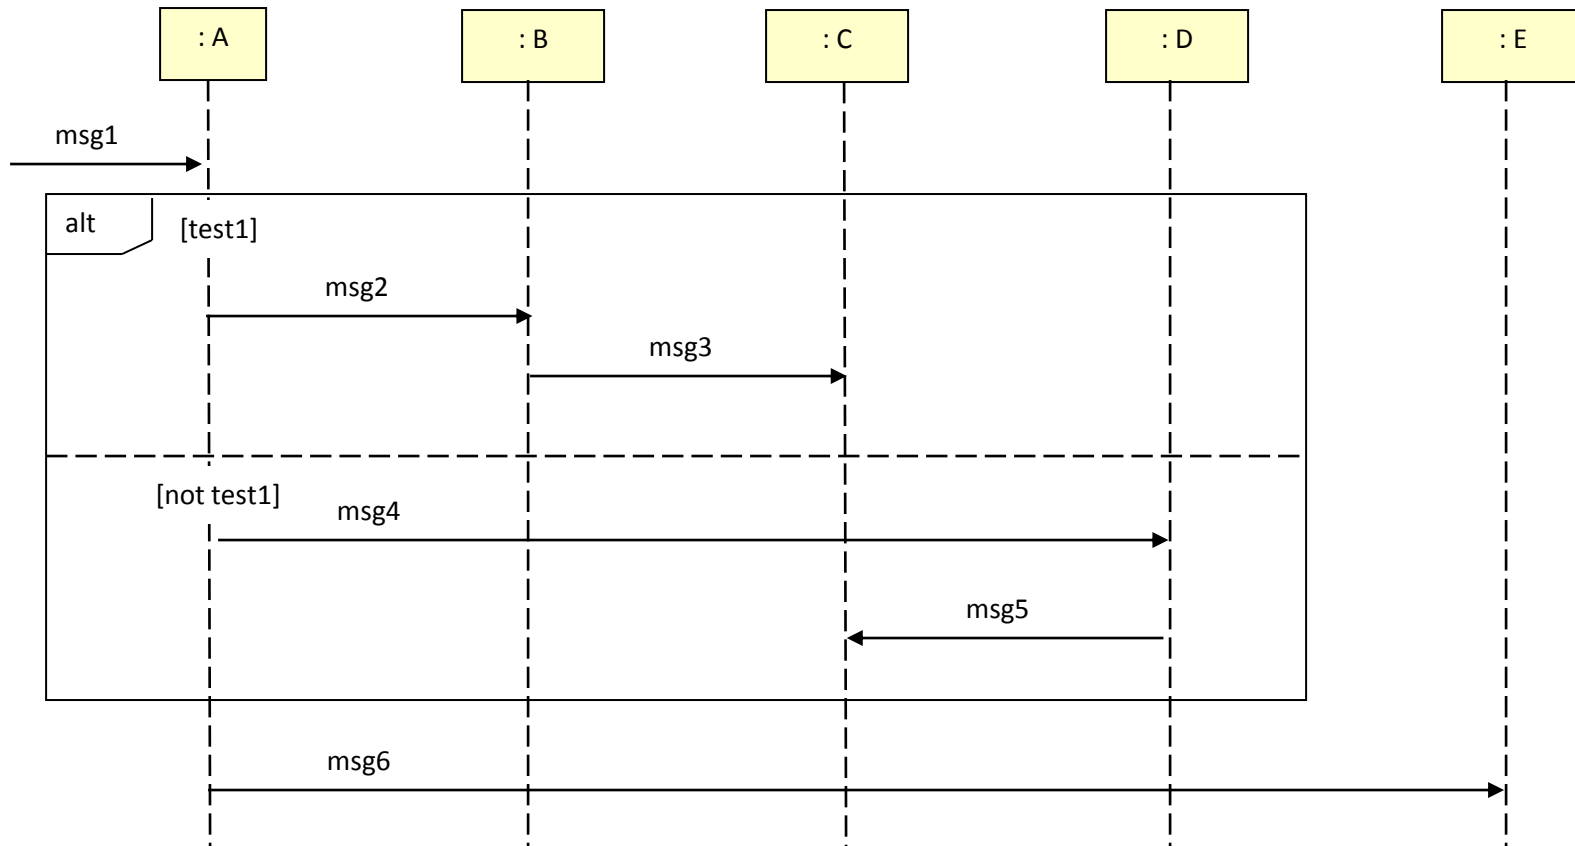 : A
: B
: C
: D
: E
msg1
alt
[test1]
msg2
msg3
[not test1]
msg4
msg5
msg6